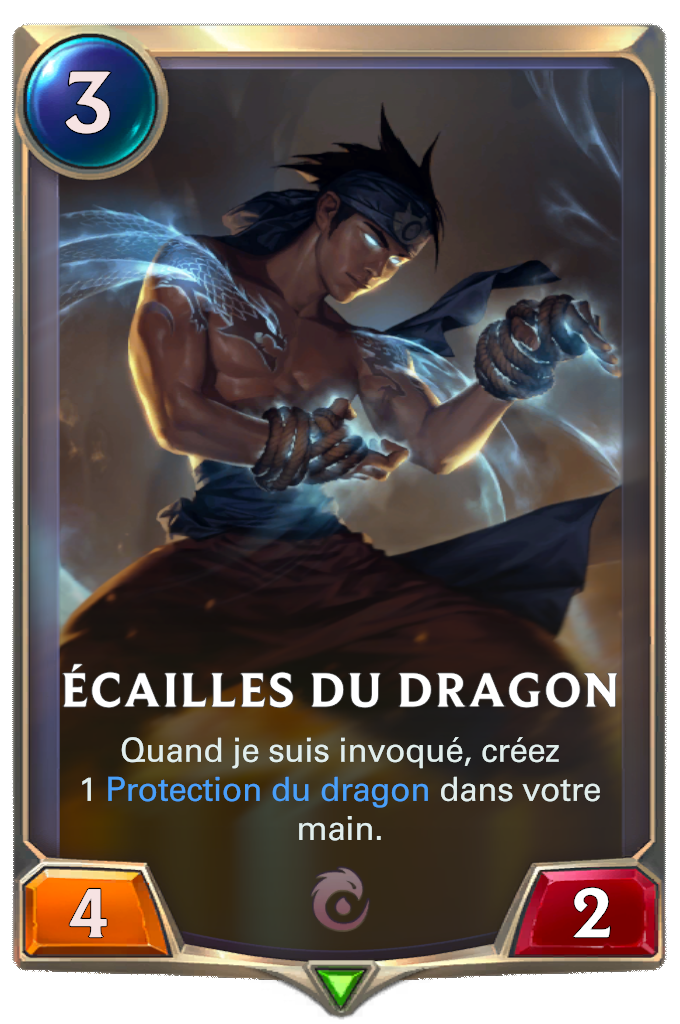 3
ÉCAILLES DU DRAGON
Quand je suis invoqué, créez
1 Protection du dragon dans votre
main.
4
2